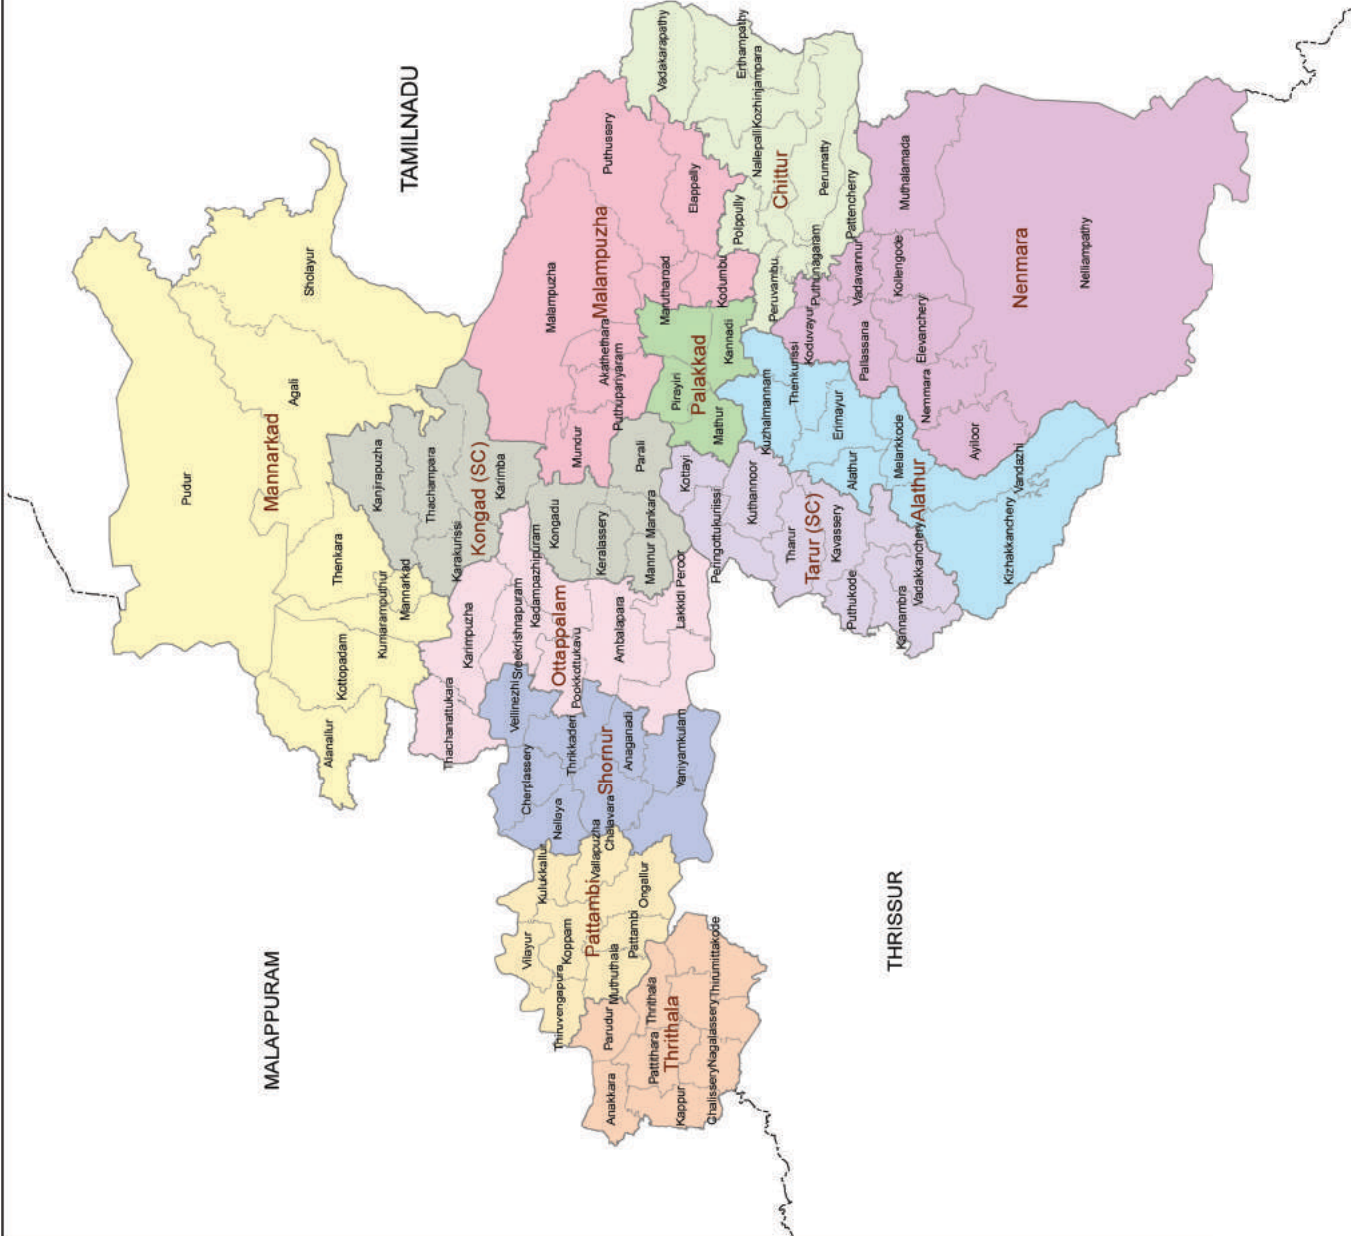 TAMILNADU
MALAPPURAM
THRISSUR
Mannarkad
Pudur
Sholayur
Agali
Thenkara
Kumaramputhur
Mannarkad
Kottopadam
Alanallur
Kongad (SC)
Kanjirapuzha
Thachampara
Karakurissi
Karimba
Kongadu
Keralassery
Mannur
Mankara
Parali
Malampuzha
Malampuzha
Puthussery
Elappally
Marutharoad
Kodumbu
Akathethara
Puthupariyaram
Mundur
Palakkad
Pirayiri
Kannadi
Mathur
Chittur
Vadakarapathy
Erthampathy
Kozhinjampara
Nallepalli
Polppully
Perumatty
Pattencherry
Peruvambu
Puthunagaram
Nenmara
Muthalamada
Nelliampathy
Kollengode
Vadavannur
Koduvayur
Pallassana
Elevanchery
Nemmara
Ayiloor
Alathur
Kuzhalmannam
Thenkurissi
Erimayur
Alathur
Melarkkode
Vandazhi
Kizhakkanchery
Tarur (SC)
Kottayi
Peringottukurissi
Kuthannoor
Tharur
Kavassery
Puthukode
Vadakkanchery
Kannambra
Ottappalam
Thachanattukara
Karimpuzha
Sreekrishnapuram
Kadampazhipuram
Pookkottukavu
Ambalapara
Lakkidi Peroor
Shornur
Vellinezhi
Cherplassery
Thrikkaderi
Nellaya
Chalavara
Anaganadi
Vaniyamkulam
Pattambi
Kulukkallur
Vilayur
Koppam
Vallapuzha
Ongallur
Pattambi
Muthuthala
Thiruvengapura
Thrithala
Parudur
Anakkara
Pattithara
Thrithala
Kappur
Chalissery
Nagalassery
Thirumittakode